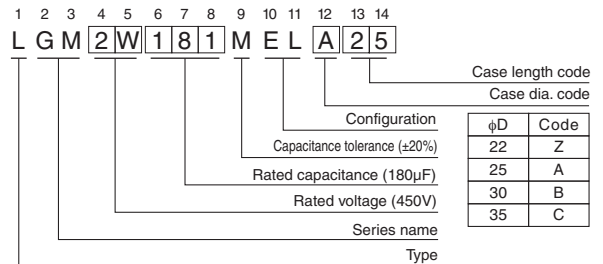 1 2 3 4 5 6 7 8 9 10 11 12 13 14
L G M 2 W 1 8 1 M E L A 2 5
Case length code
Case dia. code
Configuration
Capacitance tolerance (±20%)
Rated capacitance (180µF)
Rated voltage (450V)
Series name
Type
ϕD Code
22 Z
25 A
30 B
35 C